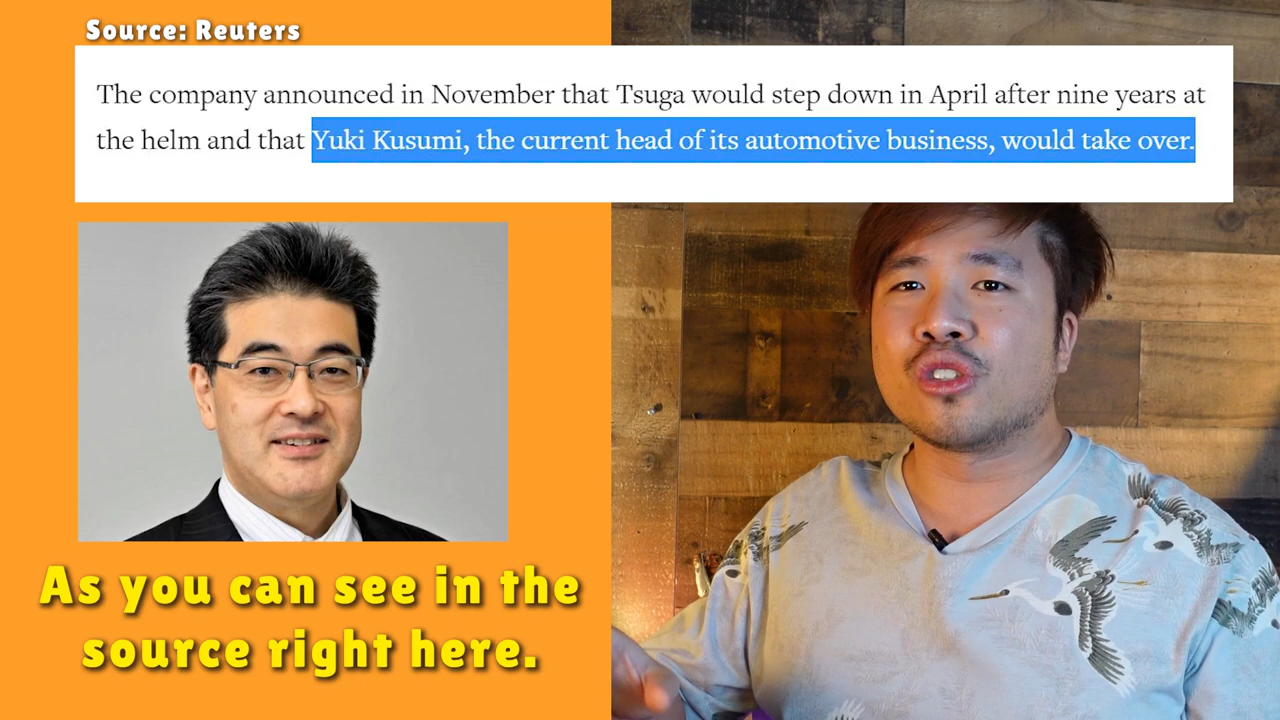 Source: Reuters
The company announced in November that Tsuga would step down in April after nine years at
the helm and that Yuki Kusumi, the current head of its automotive business, would take over.
As you can see in the
source right here.